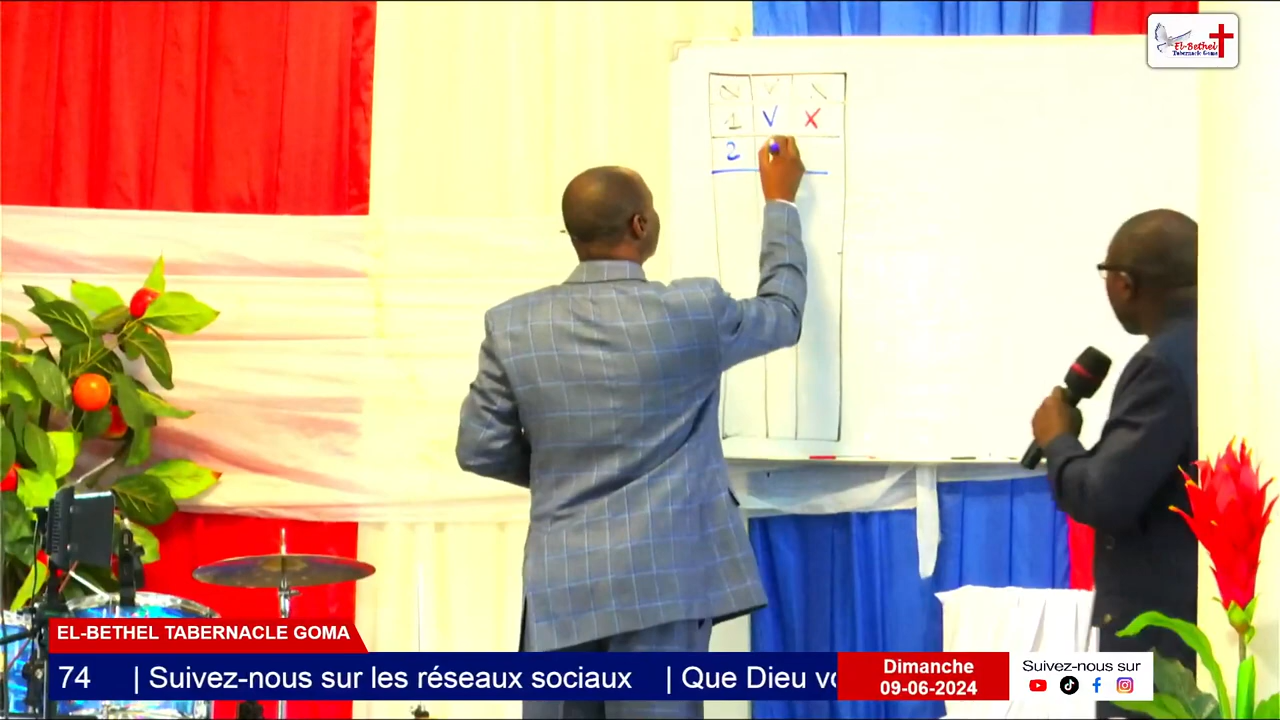 El-Bethel
Tabernacle Goma
N V X
1 V X
2
EL-BETHEL TABERNACLE GOMA
74 | Suivez-nous sur les réseaux sociaux | Que Dieu vo
Dimanche
09-06-2024
Suivez-nous sur